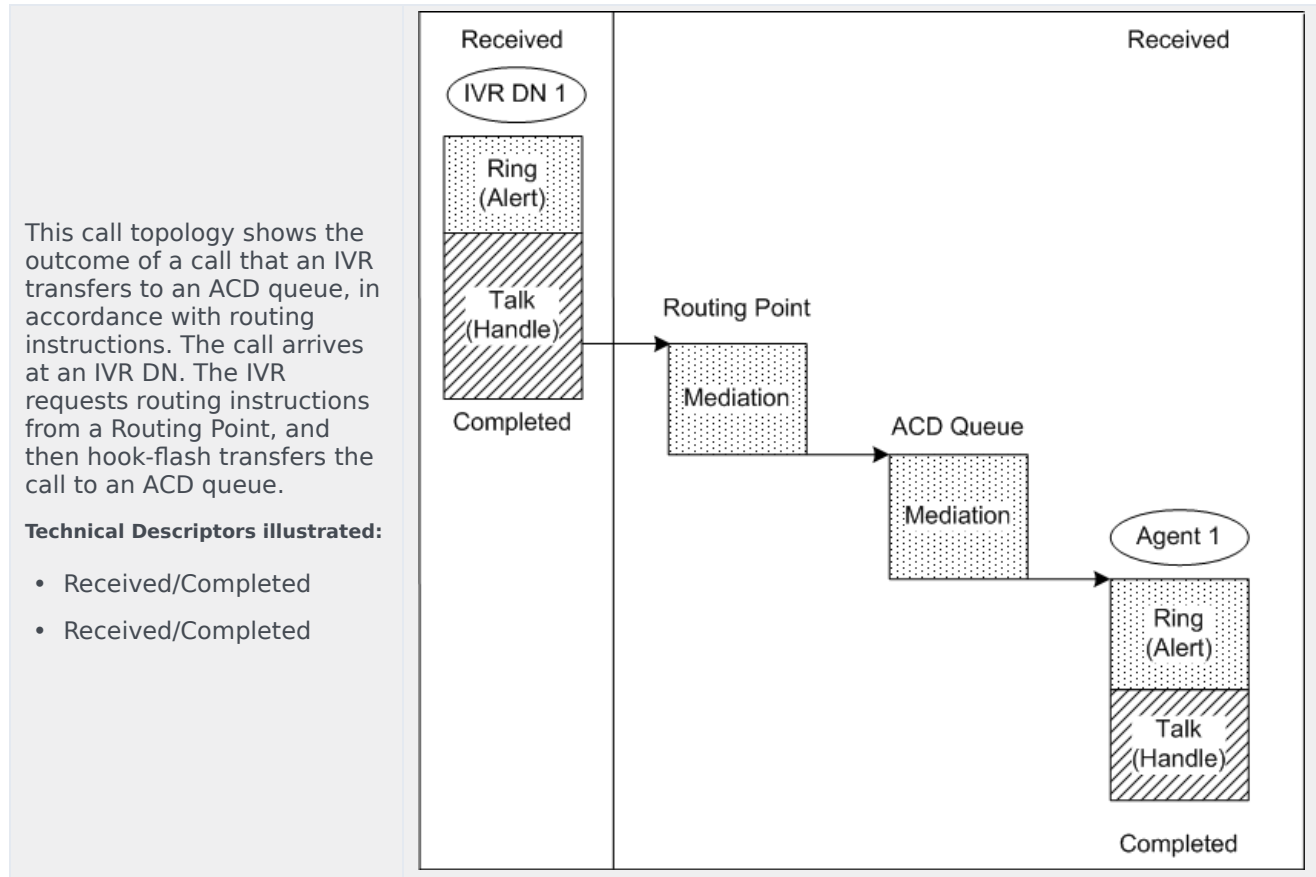 This call topology shows the
outcome of a call that an IVR
transfers to an ACD queue, in
accordance with routing
instructions. The call arrives
at an IVR DN. The IVR
requests routing instructions
from a Routing Point, and
then hook-flash transfers the
call to an ACD queue.
Technical Descriptors illustrated:
• Received/Completed
• Received/Completed
Received
IVR DN 1
Ring
(Alert)
Talk
(Handle)
Completed
Routing Point
Mediation
ACD Queue
Mediation
Received
Agent 1
Ring
(Alert)
Talk
(Handle)
Completed